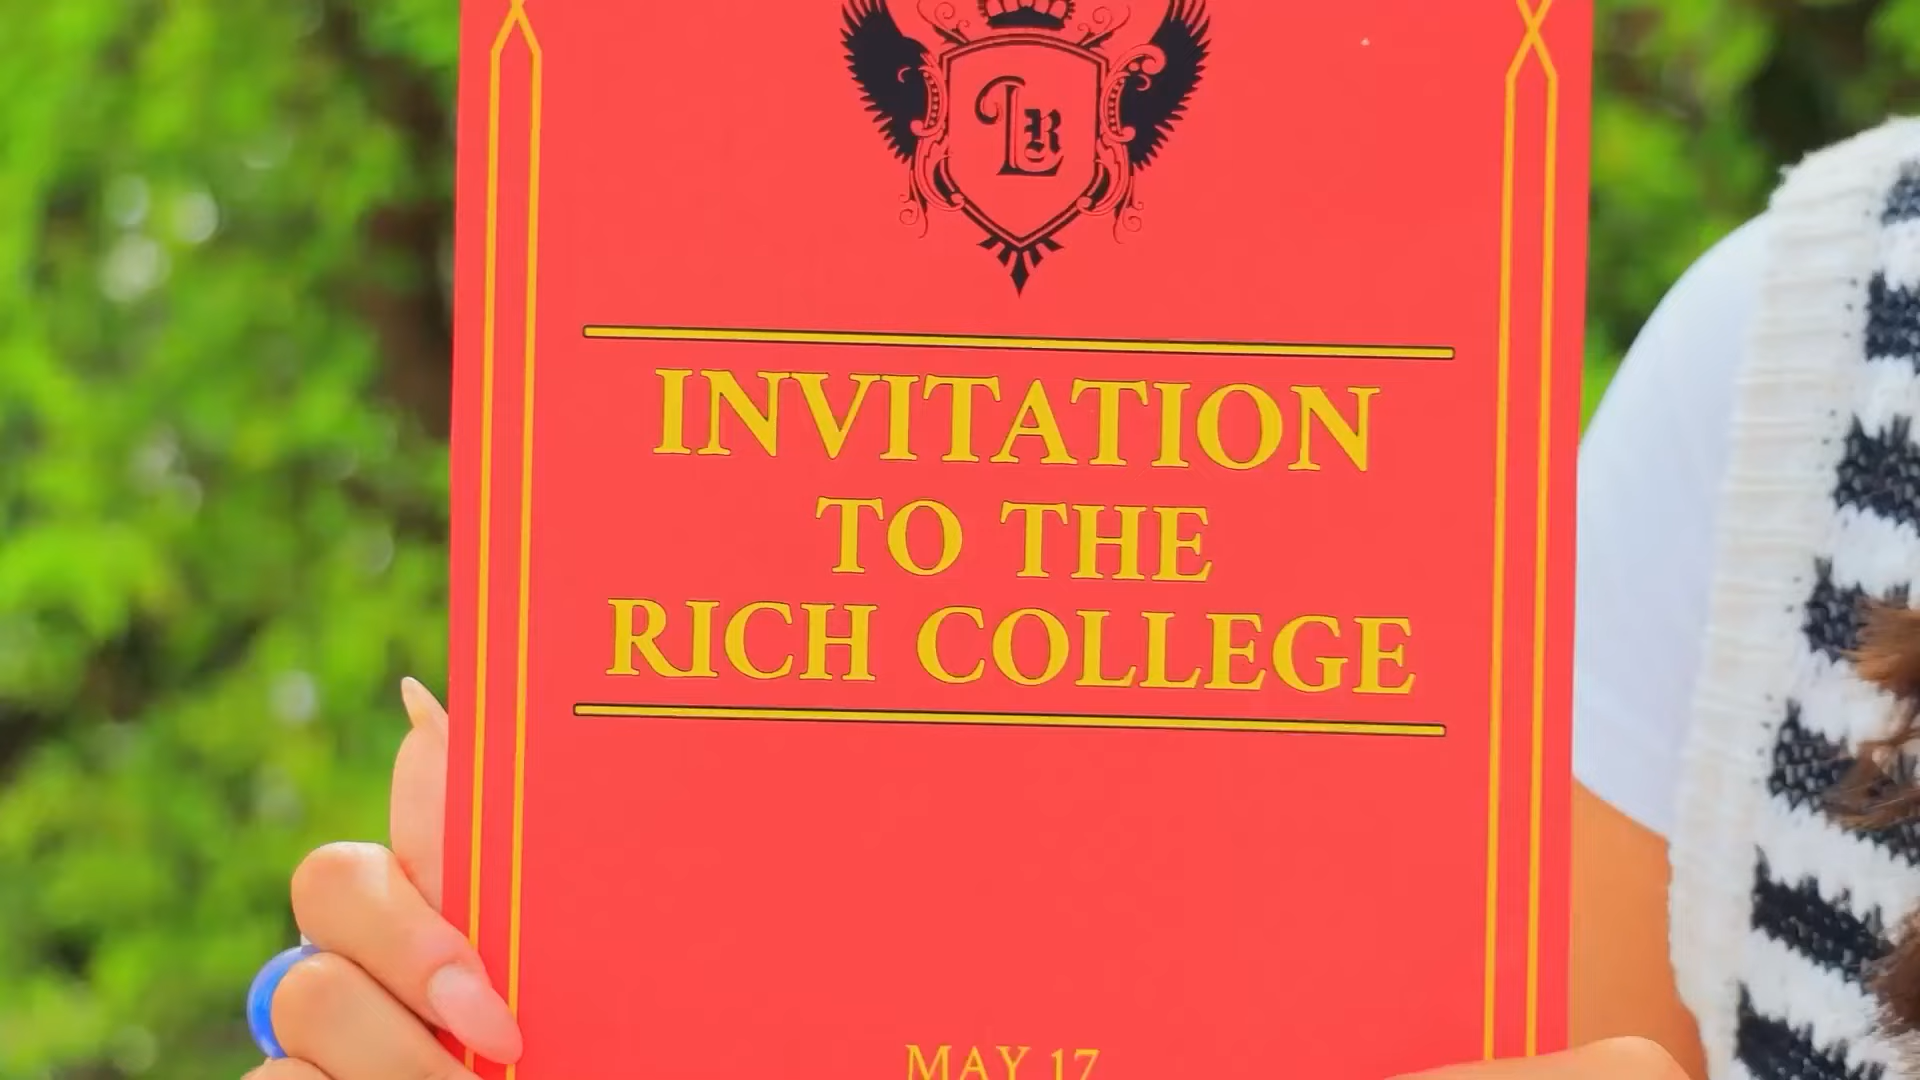 LR
INVITATION
TO THE
RICH COLLEGE
MAY 17